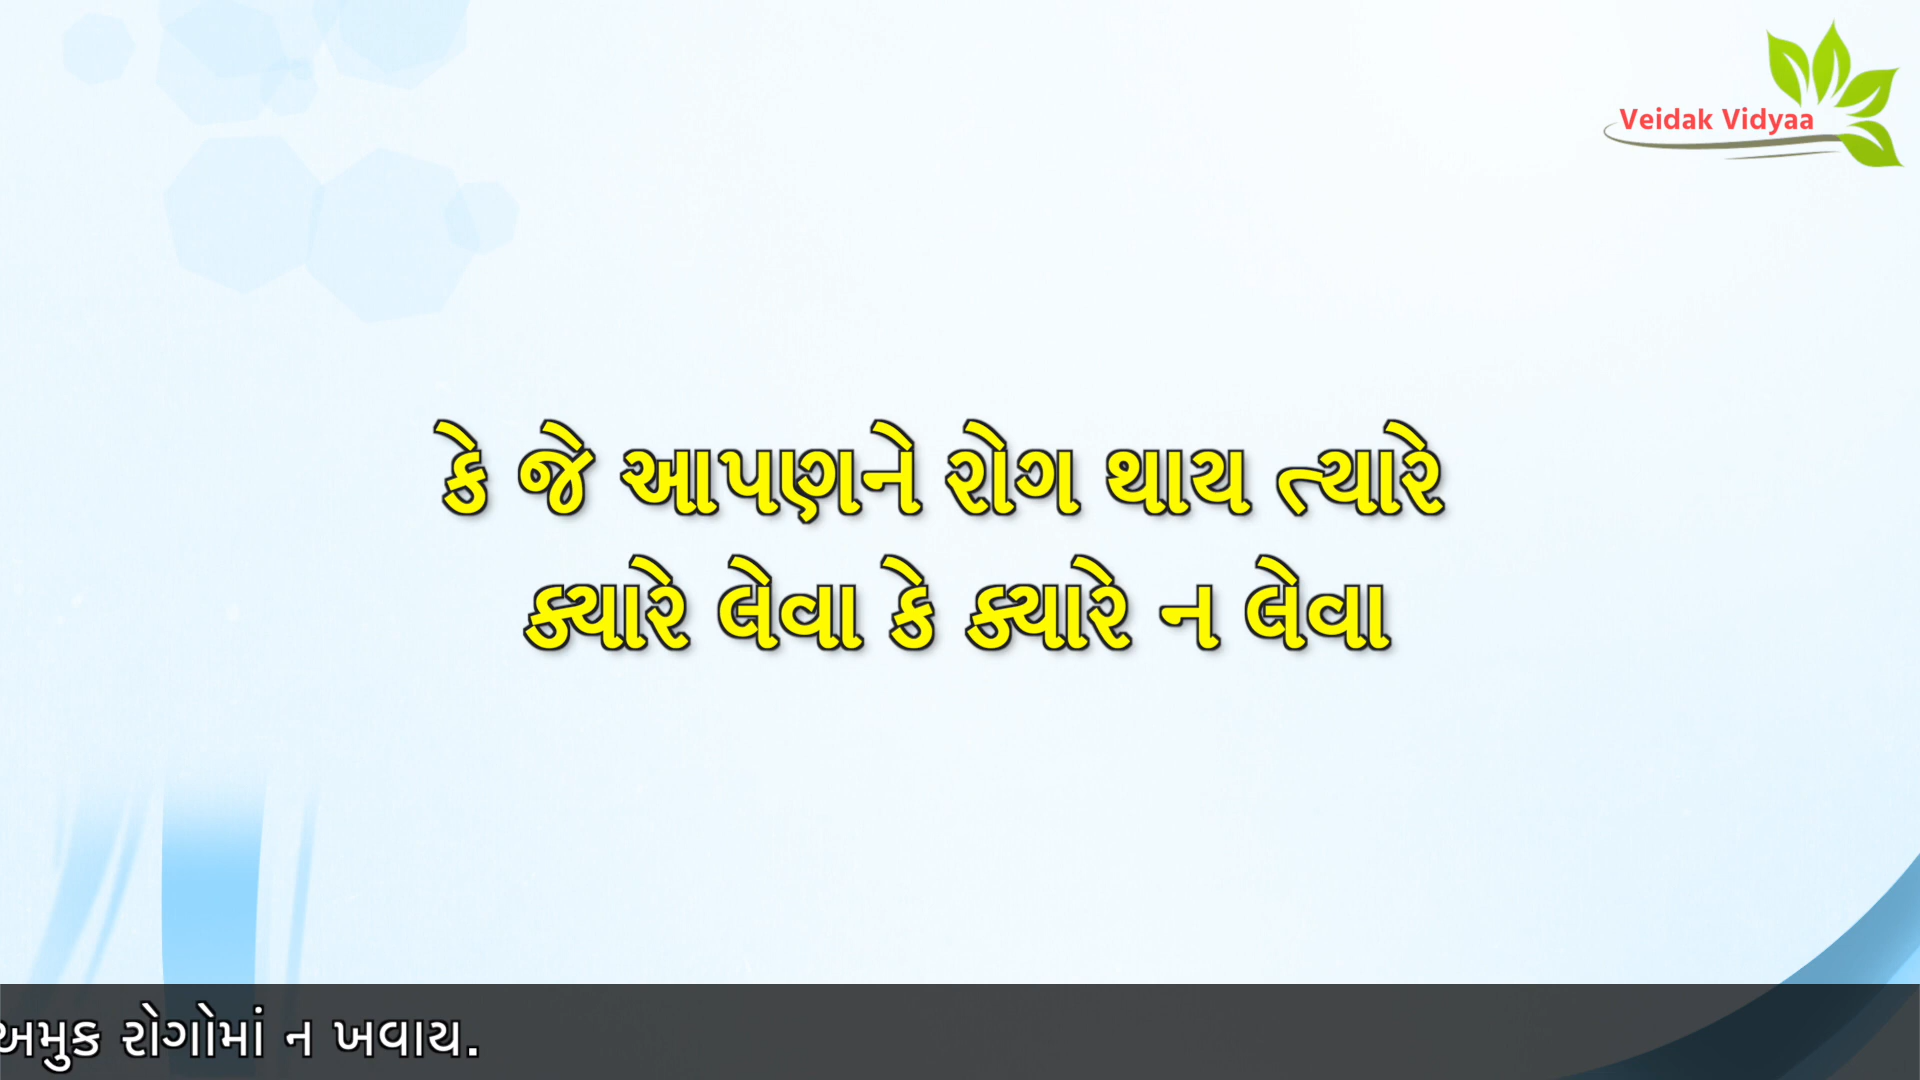 Veidak Vidyaa
કે જે આપણને રોગ થાય ત્યારે
ક્યારે લેવા કે ક્યારે ન લેવા
અમુક રોગોમાં ન ખવાય.